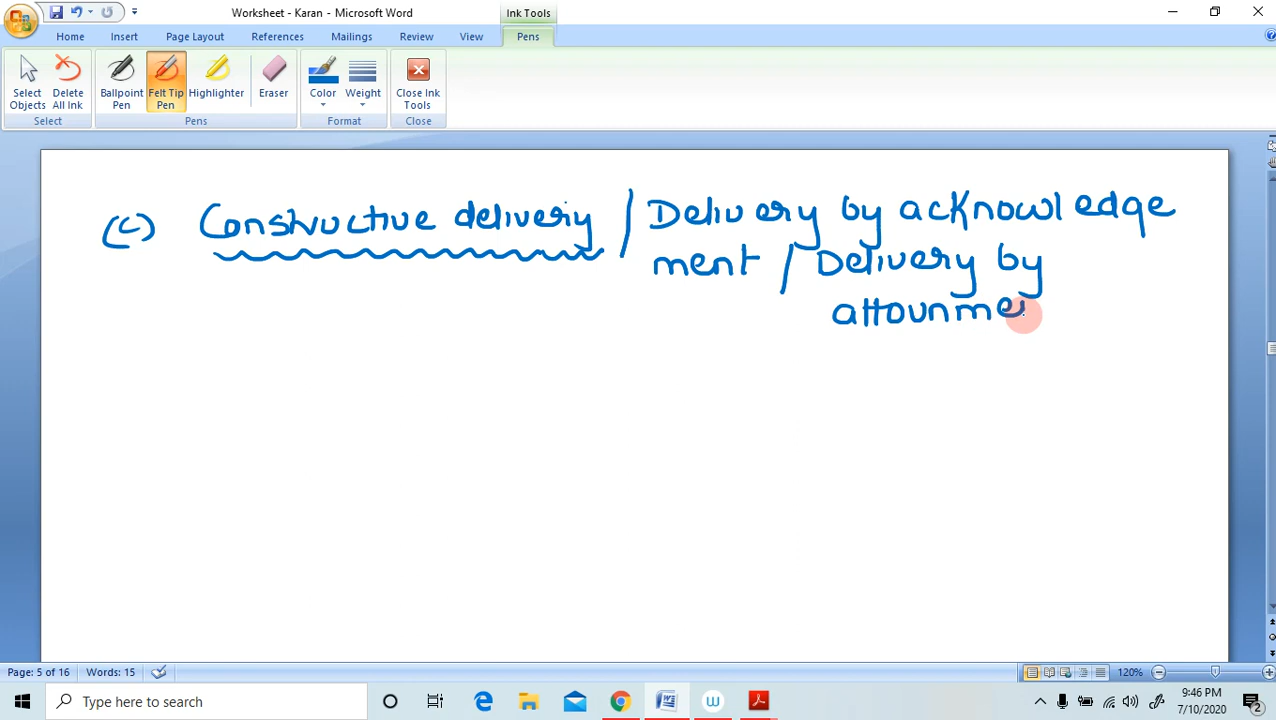 Worksheet - Karan - Microsoft Word
Ink Tools
Home Insert Page Layout References Mailings Review View Pens
Select Objects
Delete All Ink
Ballpoint Pen
Felt Tip Pen
Highlighter
Eraser
Color
Weight
Close Ink Tools
Select
Pens
Format
Close
(c) Constructive delivery / Delivery by acknowledge
ment / Delivery by
attounme
Page: 5 of 16 Words: 15 120%
Type here to search
9:46 PM
7/10/2020
2